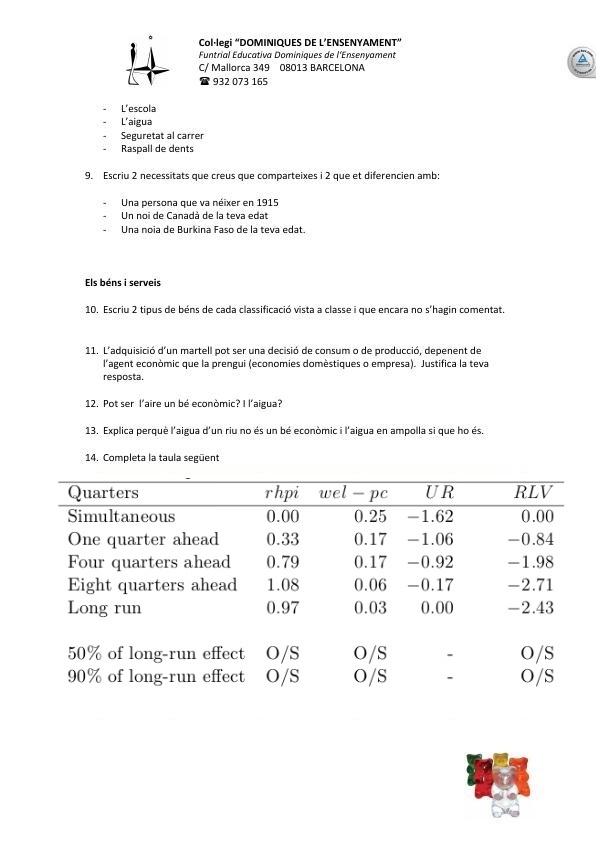 Col·legi “DOMINIQUES DE L’ENSENYAMENT”
Funtrial Educativa Dominiques de l’Ensenyament
C/ Mallorca 349 08013 BARCELONA
☎ 932 073 165
- L’escola
- L’aigua
- Seguretat al carrer
- Raspall de dents
9. Escriu 2 necessitats que creus que comparteixes i 2 que et diferencien amb:
- Una persona que va néixer en 1915
- Un noi de Canadà de la teva edat
- Una noia de Burkina Faso de la teva edat.
Els béns i serveis
10. Escriu 2 tipus de béns de cada classificació vista a classe i que encara no s’hagin comentat.
11. L’adquisició d’un martell pot ser una decisió de consum o de producció, depenent de
l’agent econòmic que la prengui (economies domèstiques o empresa). Justifica la teva
resposta.
12. Pot ser l’aire un bé econòmic? I l’aigua?
13. Explica perquè l’aigua d’un riu no és un bé econòmic i l’aigua en ampolla si que ho és.
14. Completa la taula següent
Quarters rhpi wel − pc UR RLV
Simultaneous 0.00 0.25 −1.62 0.00
One quarter ahead 0.33 0.17 −1.06 −0.84
Four quarters ahead 0.79 0.17 −0.92 −1.98
Eight quarters ahead 1.08 0.06 −0.17 −2.71
Long run 0.97 0.03 0.00 −2.43
50% of long-run effect O/S O/S - O/S
90% of long-run effect O/S O/S - O/S